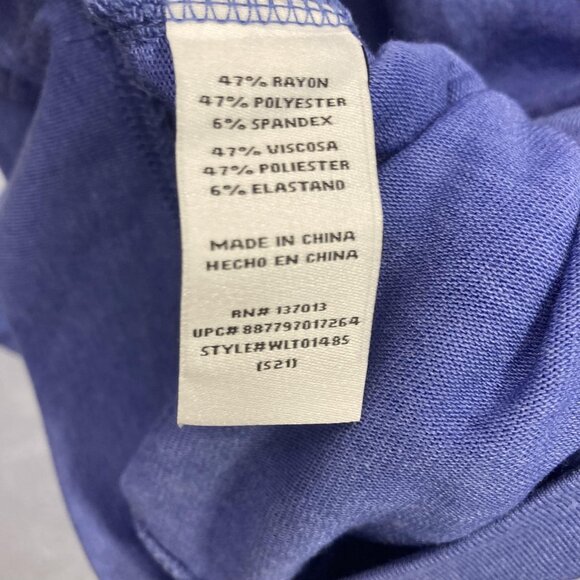 47% RAYON
47% POLYESTER
6% SPANDEX
47% VISCOSA
47% POLIESTER
6% ELASTANO
MADE IN CHINA
HECHO EN CHINA
RN# 137013
UPC# 887797017264
STYLE#WLT01485
(S21)